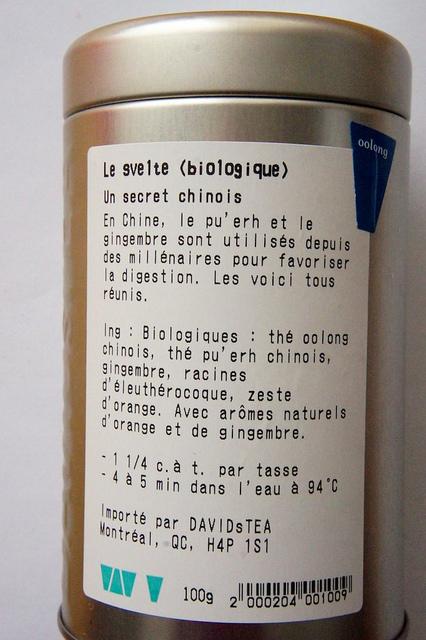 oolong
Le svelte (biologique)
Un secret chinois
En Chine, le pu'erh et le
gingembre sont utilisés depuis
des millénaires pour favoriser
la digestion. Les voici tous
réunis.
Ing : Biologiques : thé oolong
chinois, thé pu'erh chinois,
gingembre, racines
d'éleuthérocoque, zeste
d'orange. Avec arômes naturels
d'orange et de gingembre.
- 1 1/4 c.à t. par tasse
- 4 à 5 min dans l'eau à 94°C
Importé par DAVIDsTEA
Montréal, QC, H4P 1S1
100g
2 000204 001009